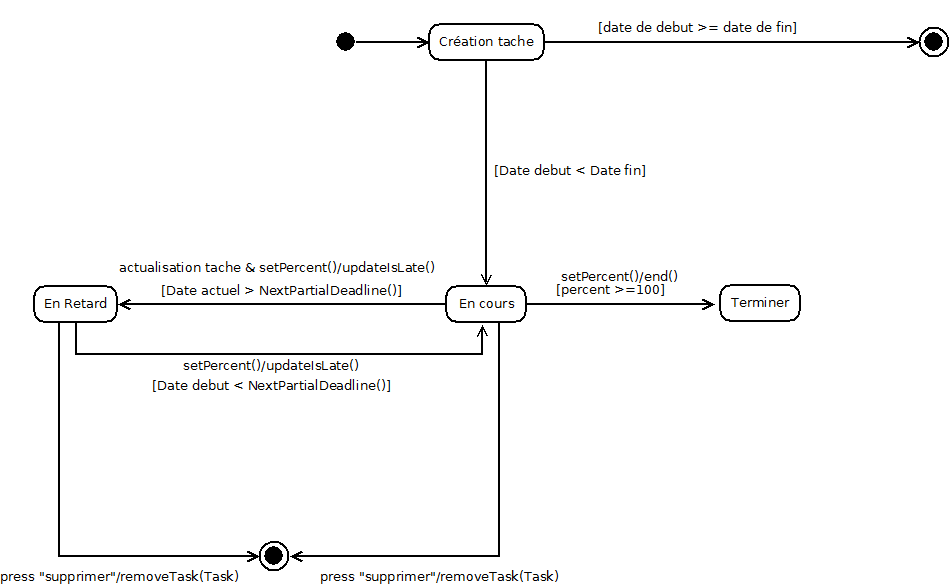 [date de debut >= date de fin]
Création tache
[Date debut < Date fin]
actualisation tache & setPercent()/updateIsLate()
[Date actuel > NextPartialDeadline()]
setPercent()/end()
[percent >=100]
En Retard
En cours
Terminer
setPercent()/updateIsLate()
[Date debut < NextPartialDeadline()]
press "supprimer"/removeTask(Task)
press "supprimer"/removeTask(Task)